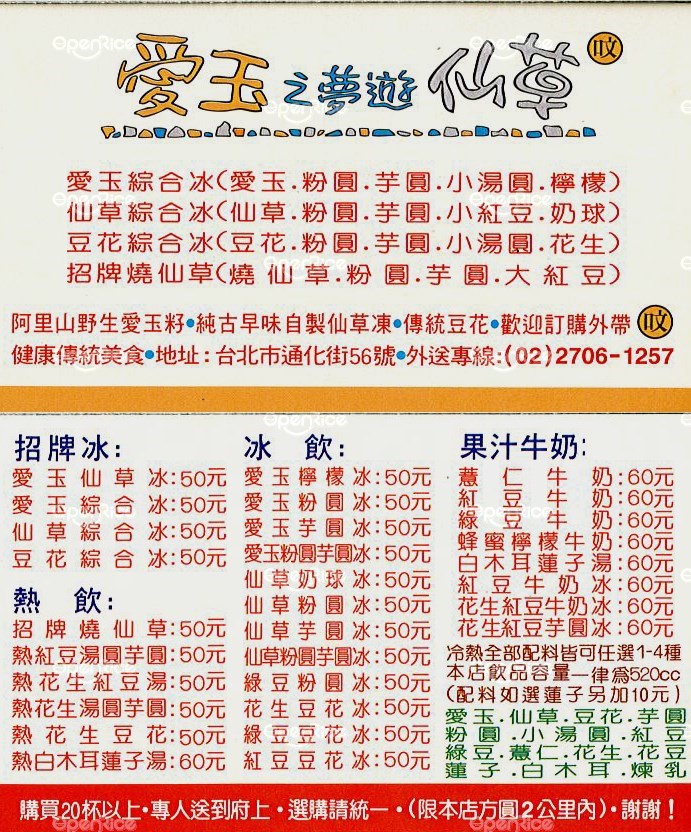 愛玉之夢遊仙草 㕮
愛玉綜合冰(愛玉.粉圓.芋圓.小湯圓.檸檬)
仙草綜合冰(仙草.粉圓.芋圓.小紅豆.奶球)
豆花綜合冰(豆花.粉圓.芋圓.小湯圓.花生)
招牌燒仙草(燒仙草.粉圓.芋圓.大紅豆)
阿里山野生愛玉籽•純古早味自製仙草凍•傳統豆花•歡迎訂購外帶
健康傳統美食•地址:台北市通化街56號•外送專線:(02)2706-1257
招牌冰:
愛玉仙草冰:50元
愛玉綜合冰:50元
仙草綜合冰:50元
豆花綜合冰:50元
熱飲:
招牌燒仙草:50元
熱紅豆湯圓芋圓:50元
熱花生紅豆湯:50元
熱花生湯圓芋圓:50元
熱花生豆花:50元
熱白木耳蓮子湯:60元
冰飲:
愛玉檸檬冰:50元
愛玉粉圓冰:50元
愛玉芋圓冰:50元
愛玉粉圓芋圓冰:50元
仙草奶球冰:50元
仙草粉圓冰:50元
仙草芋圓冰:50元
仙草粉圓芋圓冰:50元
綠豆粉圓冰:50元
花生豆花冰:50元
綠豆豆花冰:50元
紅豆豆花冰:50元
果汁牛奶:
薏仁牛奶:60元
紅豆牛奶:60元
綠豆牛奶:60元
蜂蜜檸檬牛奶:60元
白木耳蓮子湯:60元
紅豆牛奶冰:60元
花生紅豆牛奶冰:60元
花生紅豆芋圓冰:60元
冷熱全部配料皆可任選1-4種
本店飲品容量一律為520cc
(配料如選蓮子另加10元)
愛玉.仙草.豆花.芋圓
粉圓.小湯圓.紅豆
綠豆.薏仁.花生.花豆
蓮子.白木耳.煉乳
購買20杯以上•專人送到府上•選購請統一•(限本店方圓2公里內)•謝謝!